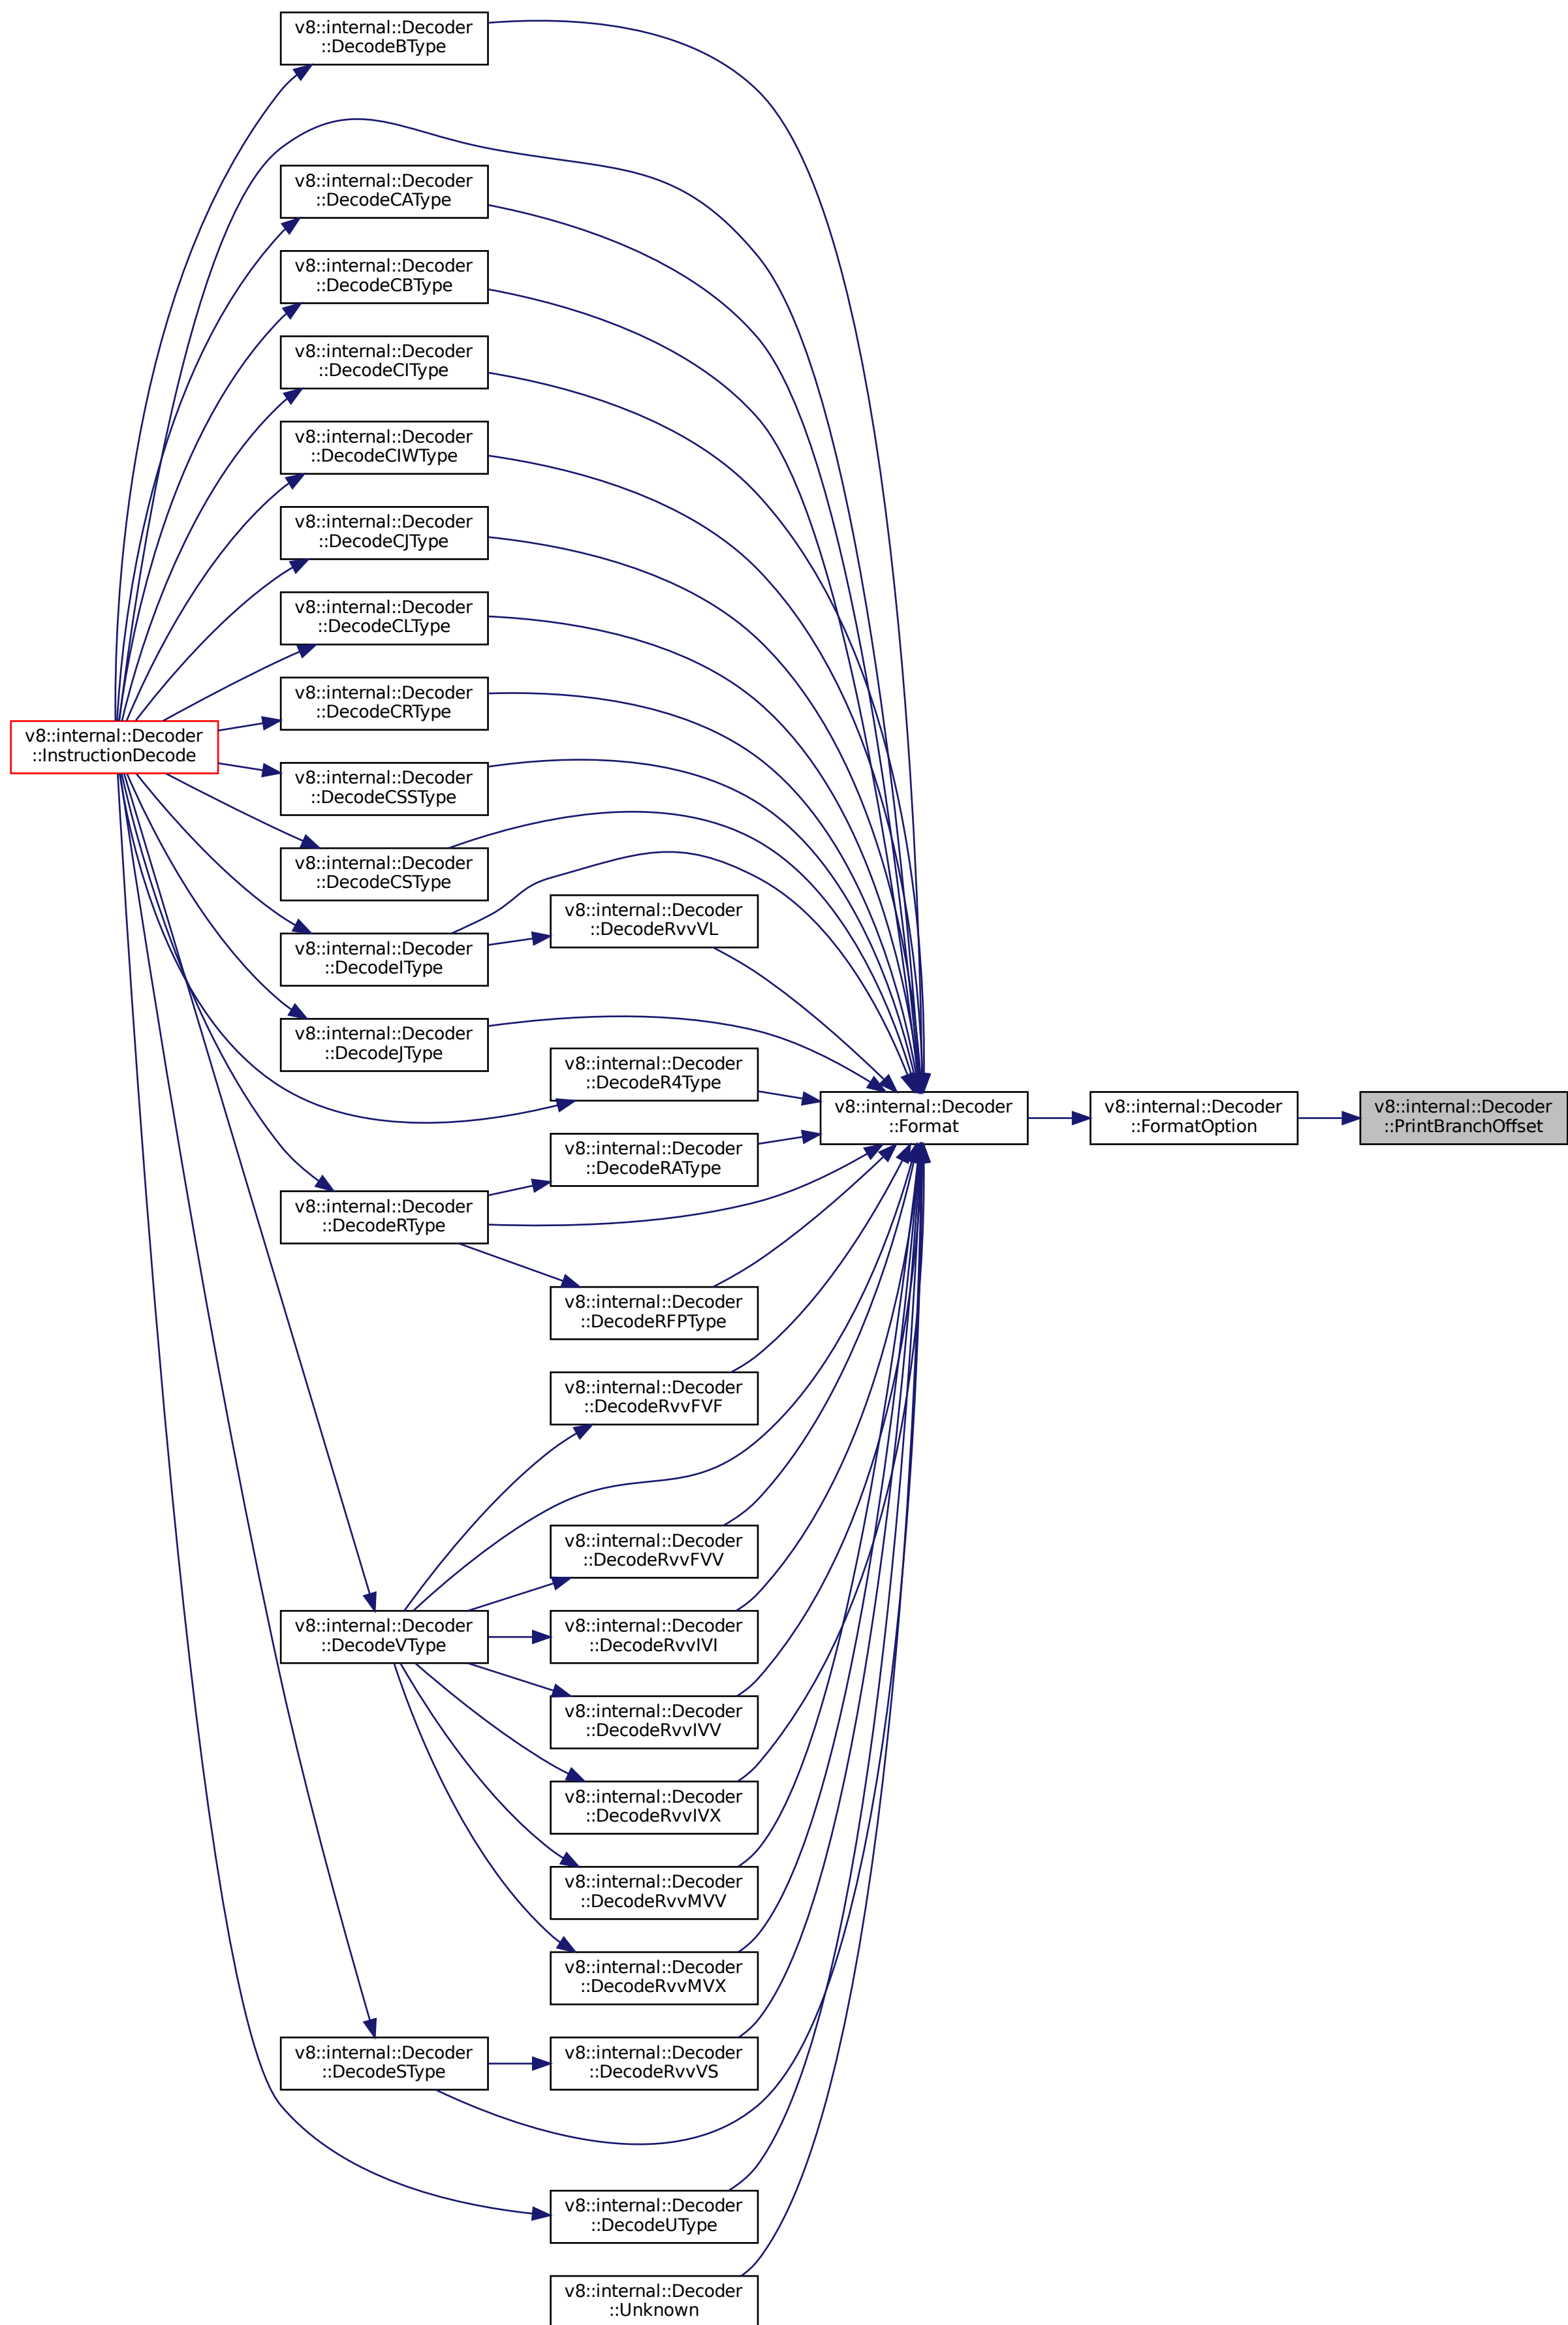 v8::internal::Decoder
::DecodeBType
v8::internal::Decoder
::DecodeCAType
v8::internal::Decoder
::DecodeCBType
v8::internal::Decoder
::DecodeCIType
v8::internal::Decoder
::DecodeCIWType
v8::internal::Decoder
::DecodeCJType
v8::internal::Decoder
::DecodeCLType
v8::internal::Decoder
::DecodeCRType
v8::internal::Decoder
::InstructionDecode
v8::internal::Decoder
::DecodeCSSType
v8::internal::Decoder
::DecodeCSType
v8::internal::Decoder
::DecodeRvvVL
v8::internal::Decoder
::DecodeIType
v8::internal::Decoder
::DecodeJType
v8::internal::Decoder
::DecodeR4Type
v8::internal::Decoder
::Format
v8::internal::Decoder
::FormatOption
v8::internal::Decoder
::PrintBranchOffset
v8::internal::Decoder
::DecodeRAType
v8::internal::Decoder
::DecodeRType
v8::internal::Decoder
::DecodeRFPType
v8::internal::Decoder
::DecodeRvvFVF
v8::internal::Decoder
::DecodeRvvFVV
v8::internal::Decoder
::DecodeVType
v8::internal::Decoder
::DecodeRvvIVI
v8::internal::Decoder
::DecodeRvvIVV
v8::internal::Decoder
::DecodeRvvIVX
v8::internal::Decoder
::DecodeRvvMVV
v8::internal::Decoder
::DecodeRvvMVX
v8::internal::Decoder
::DecodeSType
v8::internal::Decoder
::DecodeRvvVS
v8::internal::Decoder
::DecodeUType
v8::internal::Decoder
::Unknown